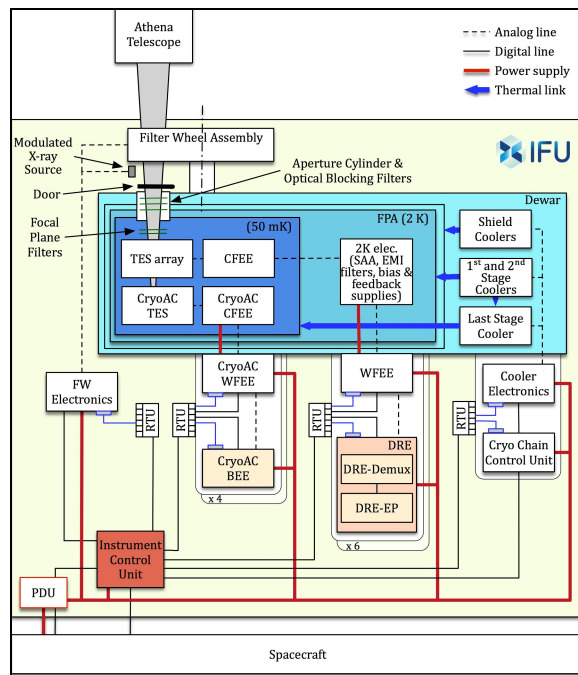 Athena
Telescope
Analog line
Digital line
Power supply
Thermal link
Filter Wheel Assembly
IFU
Modulated
X-ray
Source
Aperture Cylinder &
Optical Blocking Filters
Door
Dewar
Focal
Plane
Filters
(50 mK)
FPA (2 K)
TES array
CFEE
2K elec.
(SAA, EMI
filters, bias &
feedback
supplies)
CryoAC
TES
CryoAC
CFEE
Shield
Coolers
1st and 2nd
Stage
Coolers
Last Stage
Cooler
FW
Electronics
RTU
RTU
CryoAC
WFEE
CryoAC
BEE
x 4
RTU
WFEE
DRE
DRE-Demux
DRE-EP
x 6
RTU
Cooler
Electronics
Cryo Chain
Control Unit
Instrument
Control
Unit
PDU
Spacecraft